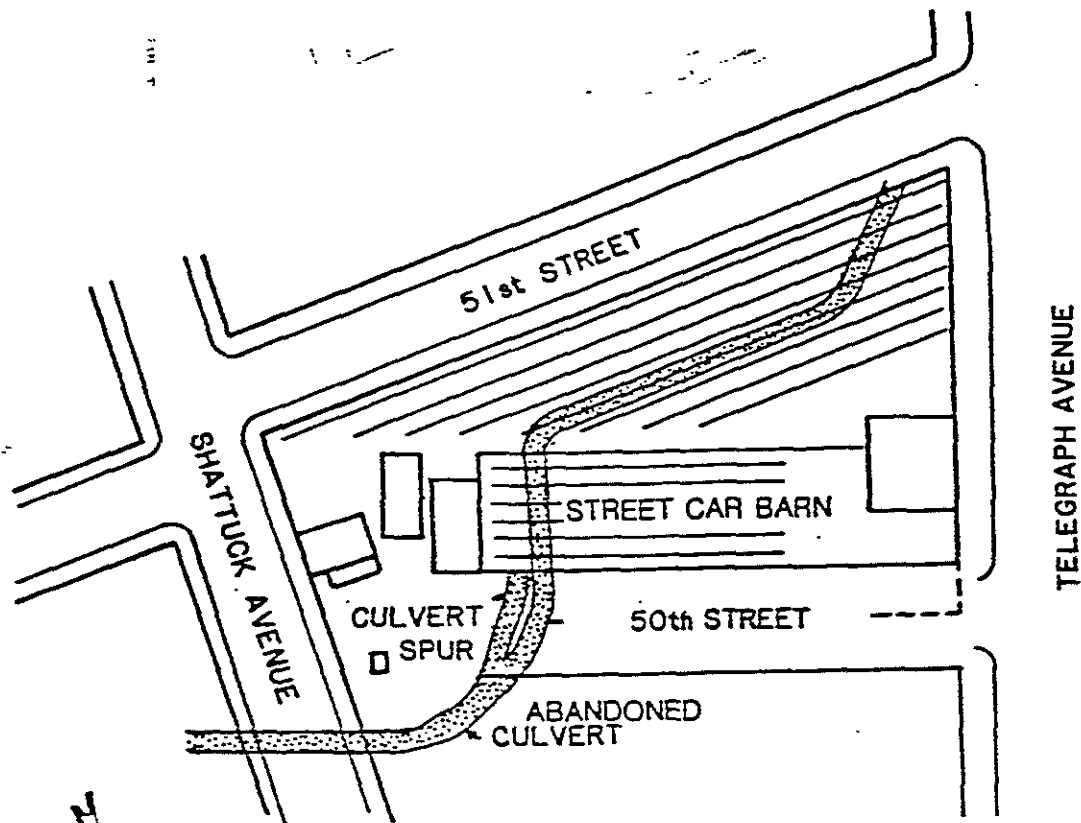 51st STREET
SHATTUCK AVENUE
TELEGRAPH AVENUE
STREET CAR BARN
CULVERT
SPUR
50th STREET
ABANDONED
CULVERT